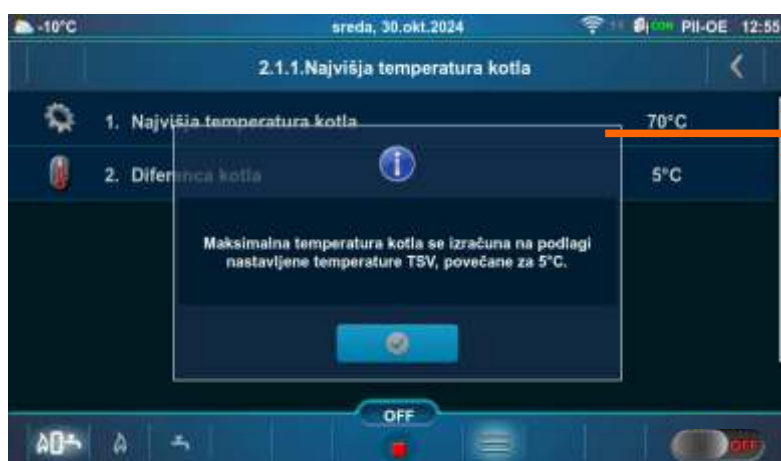 -10°C sreda, 30.okt.2024 CON PII-OE 12:55
2.1.1.Najvišja temperatura kotla
1. Najvišja temperatura kotla 70°C
2. Diferenca kotla 5°C
Maksimalna temperatura kotla se izračuna na podlagi
nastavljene temperature TSV, povečane za 5°C.
OFF
OFF